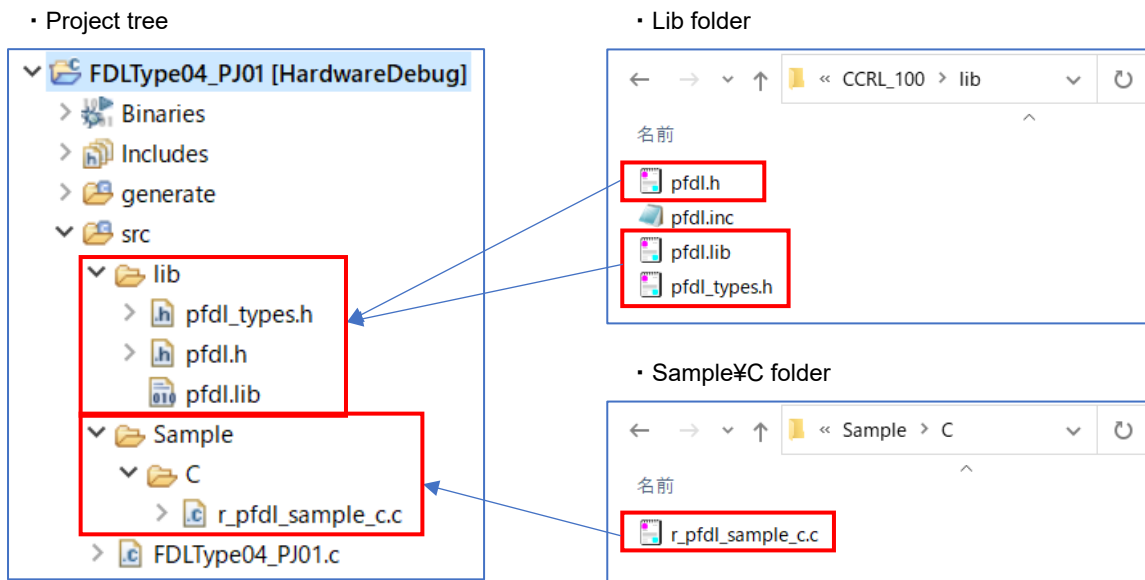 ・Project tree
FDLType04_PJ01 [HardwareDebug]
Binaries
Includes
generate
src
lib
pfdl_types.h
pfdl.h
pfdl.lib
Sample
C
r_pfdl_sample_c.c
FDLType04_PJ01.c
・Lib folder
« CCRL_100 > lib
名前
pfdl.h
pfdl.inc
pfdl.lib
pfdl_types.h
・Sample¥C folder
« Sample > C
名前
r_pfdl_sample_c.c